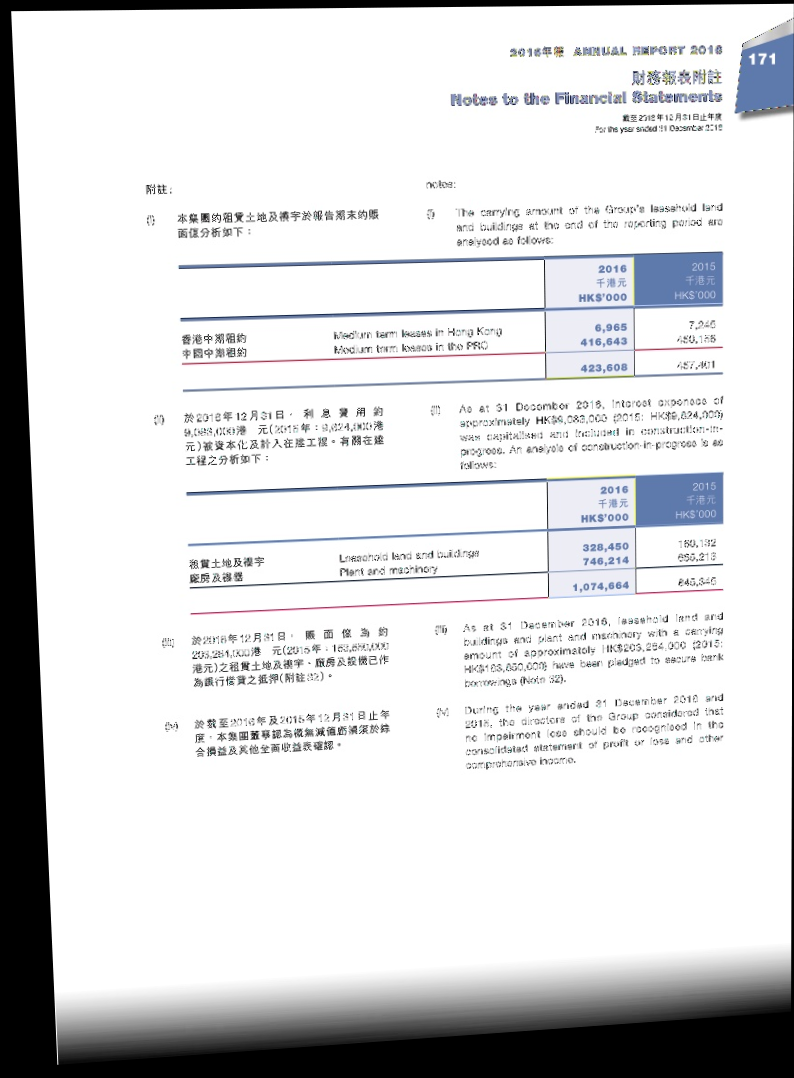 2016年報 ANNUAL REPORT 2016
171
財務報表附註
Notes to the Financial Statements
截至2016年12月31日止年度
For the year ended 31 December 2016
附註：
notes:
(i) 本集團的租賃土地及樓宇於報告期末的賬
面值分析如下：
(i) The carrying amount of the Group's leasehold land
and buildings at the end of the reporting period are
analysed as follows:
2016 2015
千港元 千港元
HK$'000 HK$'000
香港中期租約 Medium term leases in Hong Kong 6,965 7,246
中國中期租約 Medium term leases in the PRC 416,643 450,155
423,608 457,401
(ii) 於2016年12月31日，利息費用約
9,083,000港元(2015年：9,624,000港
元)被資本化及計入在建工程。有關在建
工程之分析如下：
(ii) As at 31 December 2016, interest expenses of
approximately HK$9,083,000 (2015: HK$9,624,000)
was capitalised and included in construction-in-
progress. An analysis of construction-in-progress is as
follows:
2016 2015
千港元 千港元
HK$'000 HK$'000
租賃土地及樓宇 Leasehold land and buildings 328,450 190,132
廠房及機器 Plant and machinery 746,214 655,213
1,074,664 845,345
(iii) 於2016年12月31日，賬面值為約
203,264,000港元(2015年：163,650,000
港元)之租賃土地及樓宇、廠房及設機已作
為銀行借貸之抵押(附註32)。
(iii) As at 31 December 2016, leasehold land and
buildings and plant and machinery with a carrying
amount of approximately HK$203,264,000 (2015:
HK$163,650,000) have been pledged to secure bank
borrowings (Note 32).
(iv) 於截至2016年及2015年12月31日止年
度，本集團董事認為概無減值虧損須於綜
合損益及其他全面收益表確認。
(iv) During the year ended 31 December 2016 and
2015, the directors of the Group considered that
no impairment loss should be recognised in the
consolidated statement of profit or loss and other
comprehensive income.